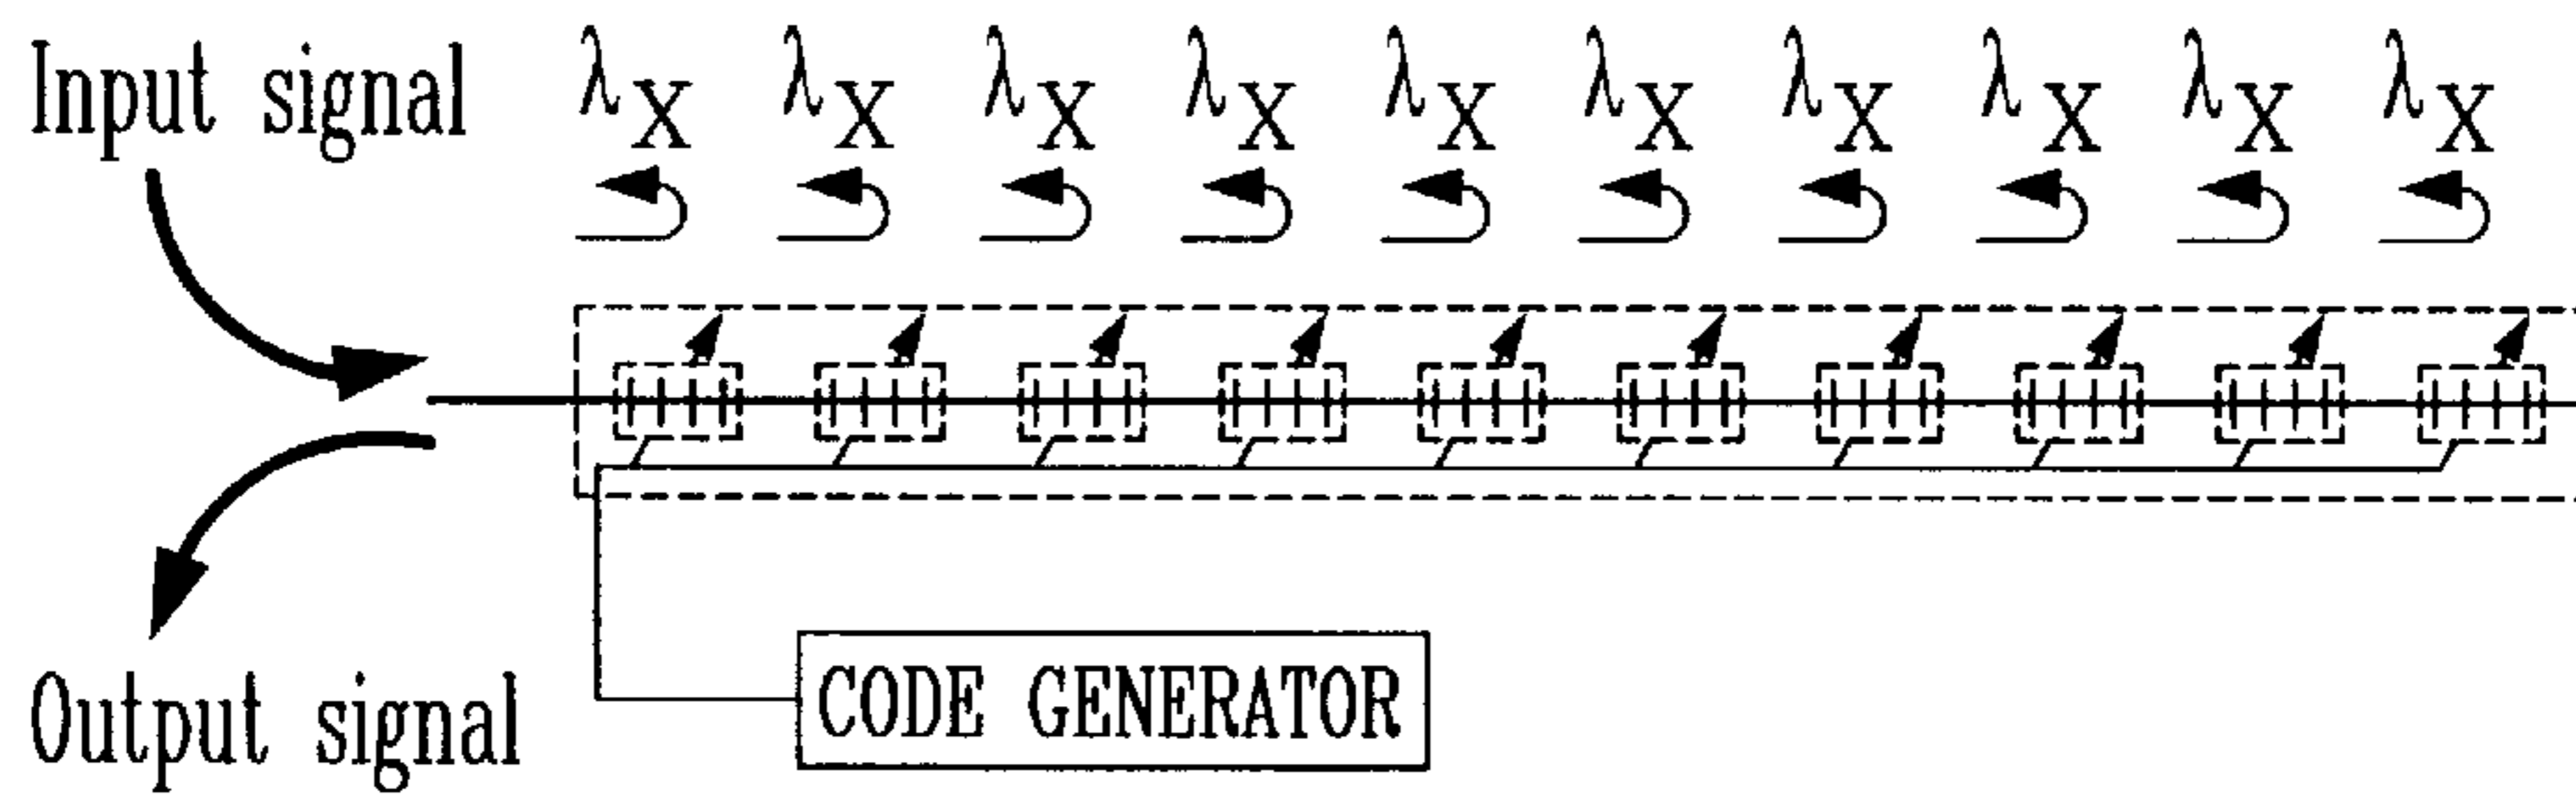 Input signal
λX λX λX λX λX λX λX λX λX λX
Output signal
CODE GENERATOR